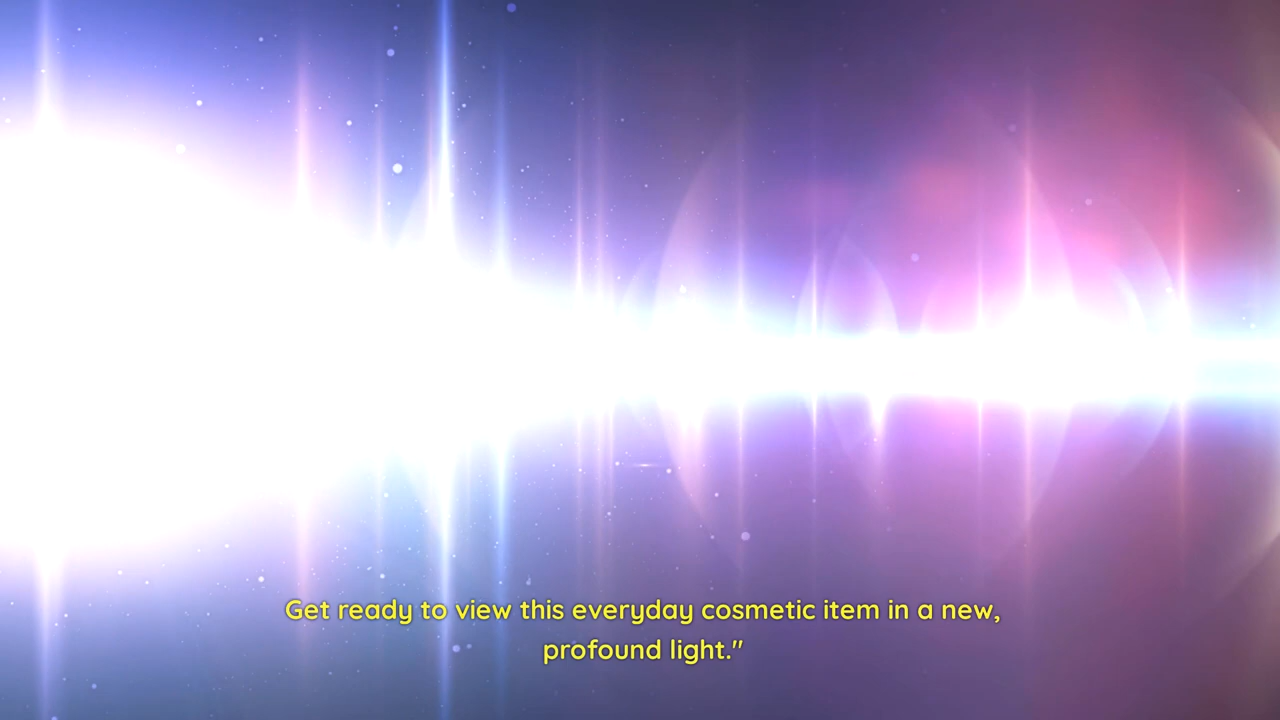 Get ready to view this everyday cosmetic item in a new,
profound light."